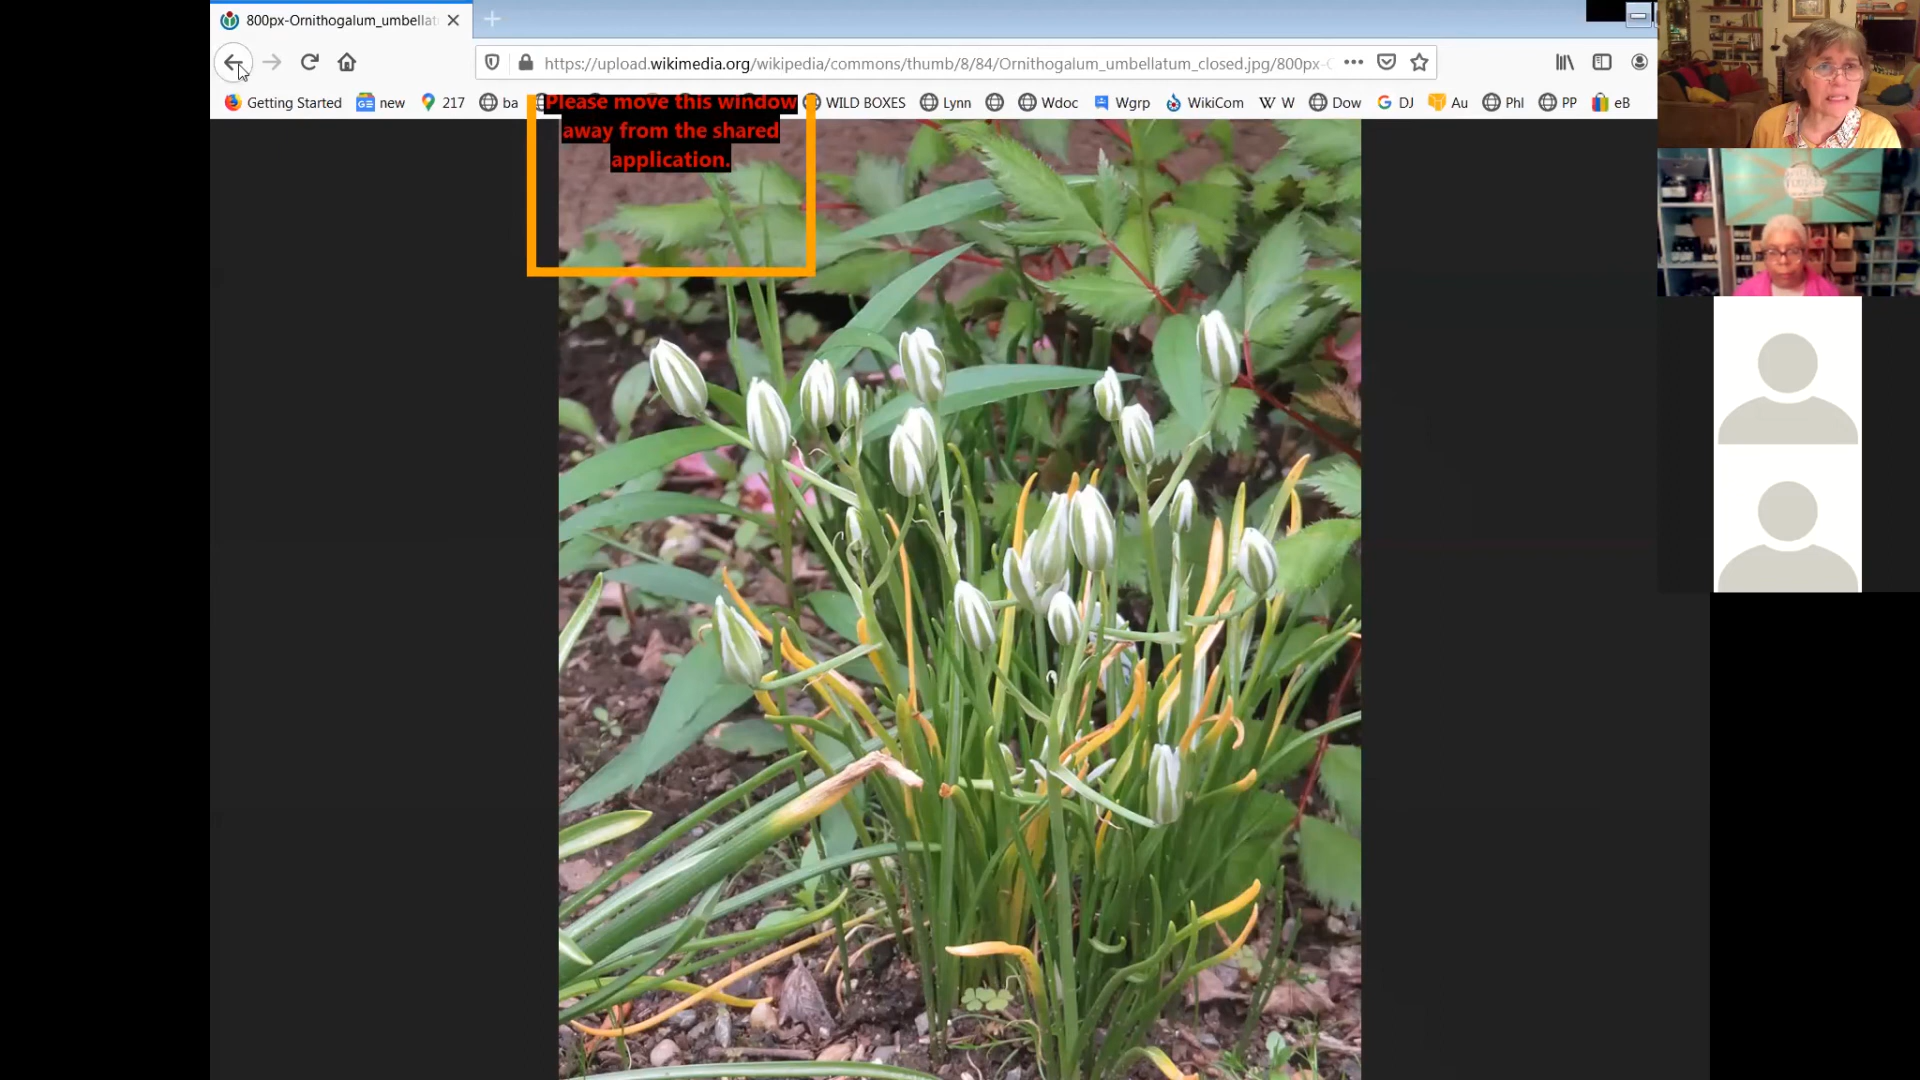 800px-Ornithogalum_umbellat
https://upload.wikimedia.org/wikipedia/commons/thumb/8/84/Ornithogalum_umbellatum_closed.jpg/800px-
Getting Started new 217 ba WILD BOXES Lynn Wdoc Wgrp WikiCom W W Dow DJ Au Phl PP eB
Please move this window
away from the shared
application.